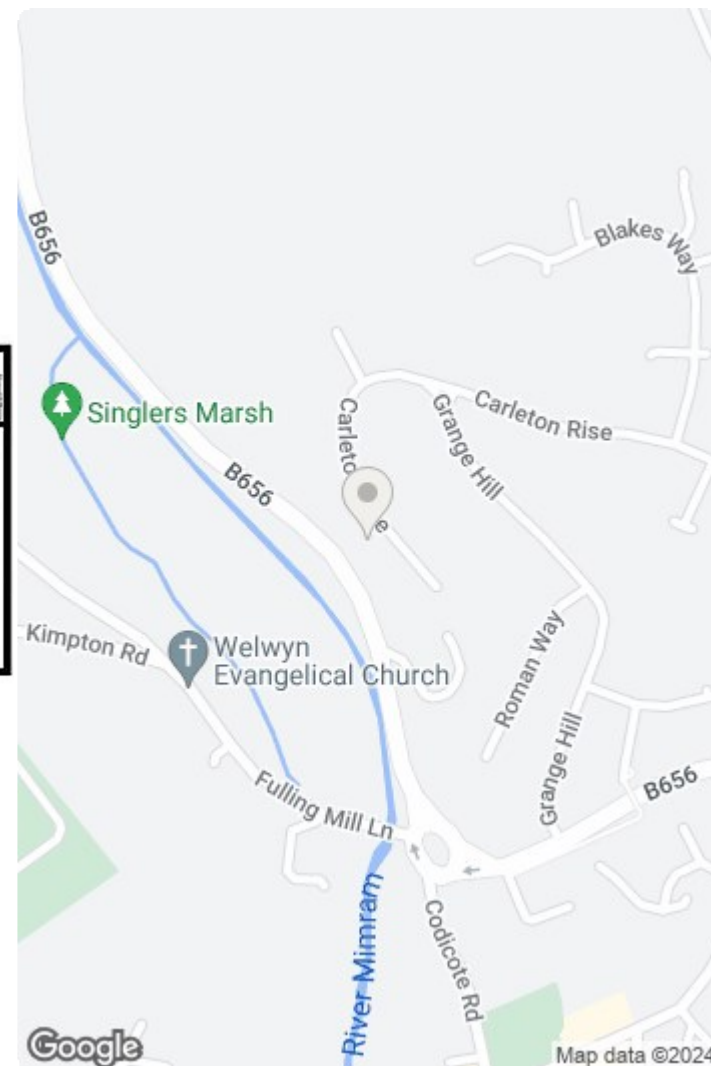 B656
Blakes Way
Singlers Marsh
Carleton Rise
Grange Hill
B656
Kimpton Rd
Welwyn
Evangelical Church
Roman Way
Grange Hill
B656
Fulling Mill Ln
River Mimram
Codicote Rd
Google
Map data ©2024